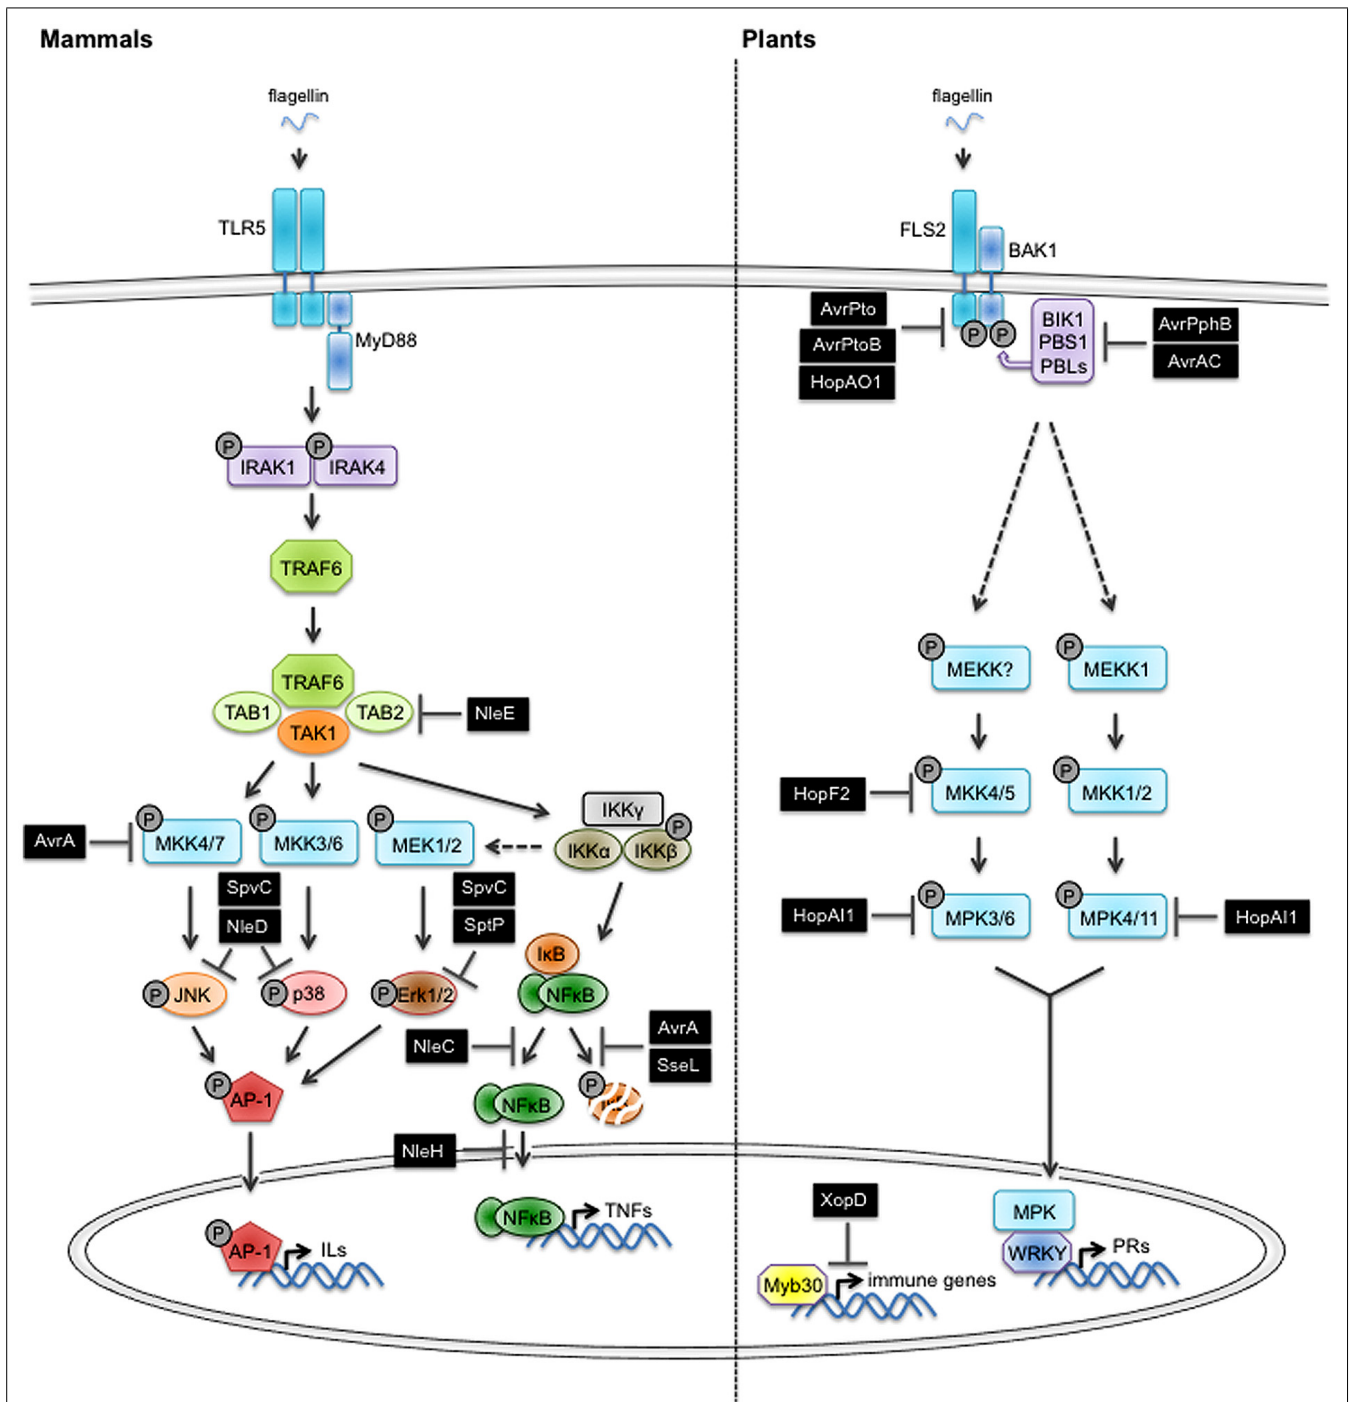 Mammals
flagellin
TLR5
MyD88
P
P
IRAK1
IRAK4
TRAF6
TRAF6
TAB1
TAB2
TAK1
NleE
AvrA
P
MKK4/7
P
MKK3/6
P
MEK1/2
IKKγ
P
IKKα
IKKβ
SpvC
NleD
SpvC
SptP
IκB
P
JNK
P
p38
P
Erk1/2
NFκB
NleC
AvrA
SseL
P
AP-1
NFκB
P
NleH
P
AP-1
ILs
NFκB
TNFs
Plants
flagellin
FLS2
BAK1
AvrPto
AvrPtoB
HopAO1
P
P
BIK1
PBS1
PBLs
AvrPphB
AvrAC
P
MEKK?
P
MEKK1
HopF2
P
MKK4/5
P
MKK1/2
HopAI1
P
MPK3/6
P
MPK4/11
HopAI1
XopD
Myb30
immune genes
MPK
WRKY
PRs